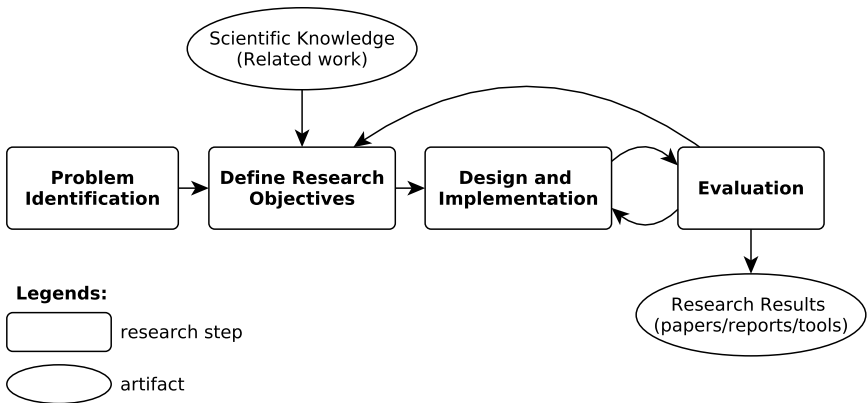 Scientific Knowledge
(Related work)
Problem
Identification
Define Research
Objectives
Design and
Implementation
Evaluation
Research Results
(papers/reports/tools)
Legends:
research step
artifact